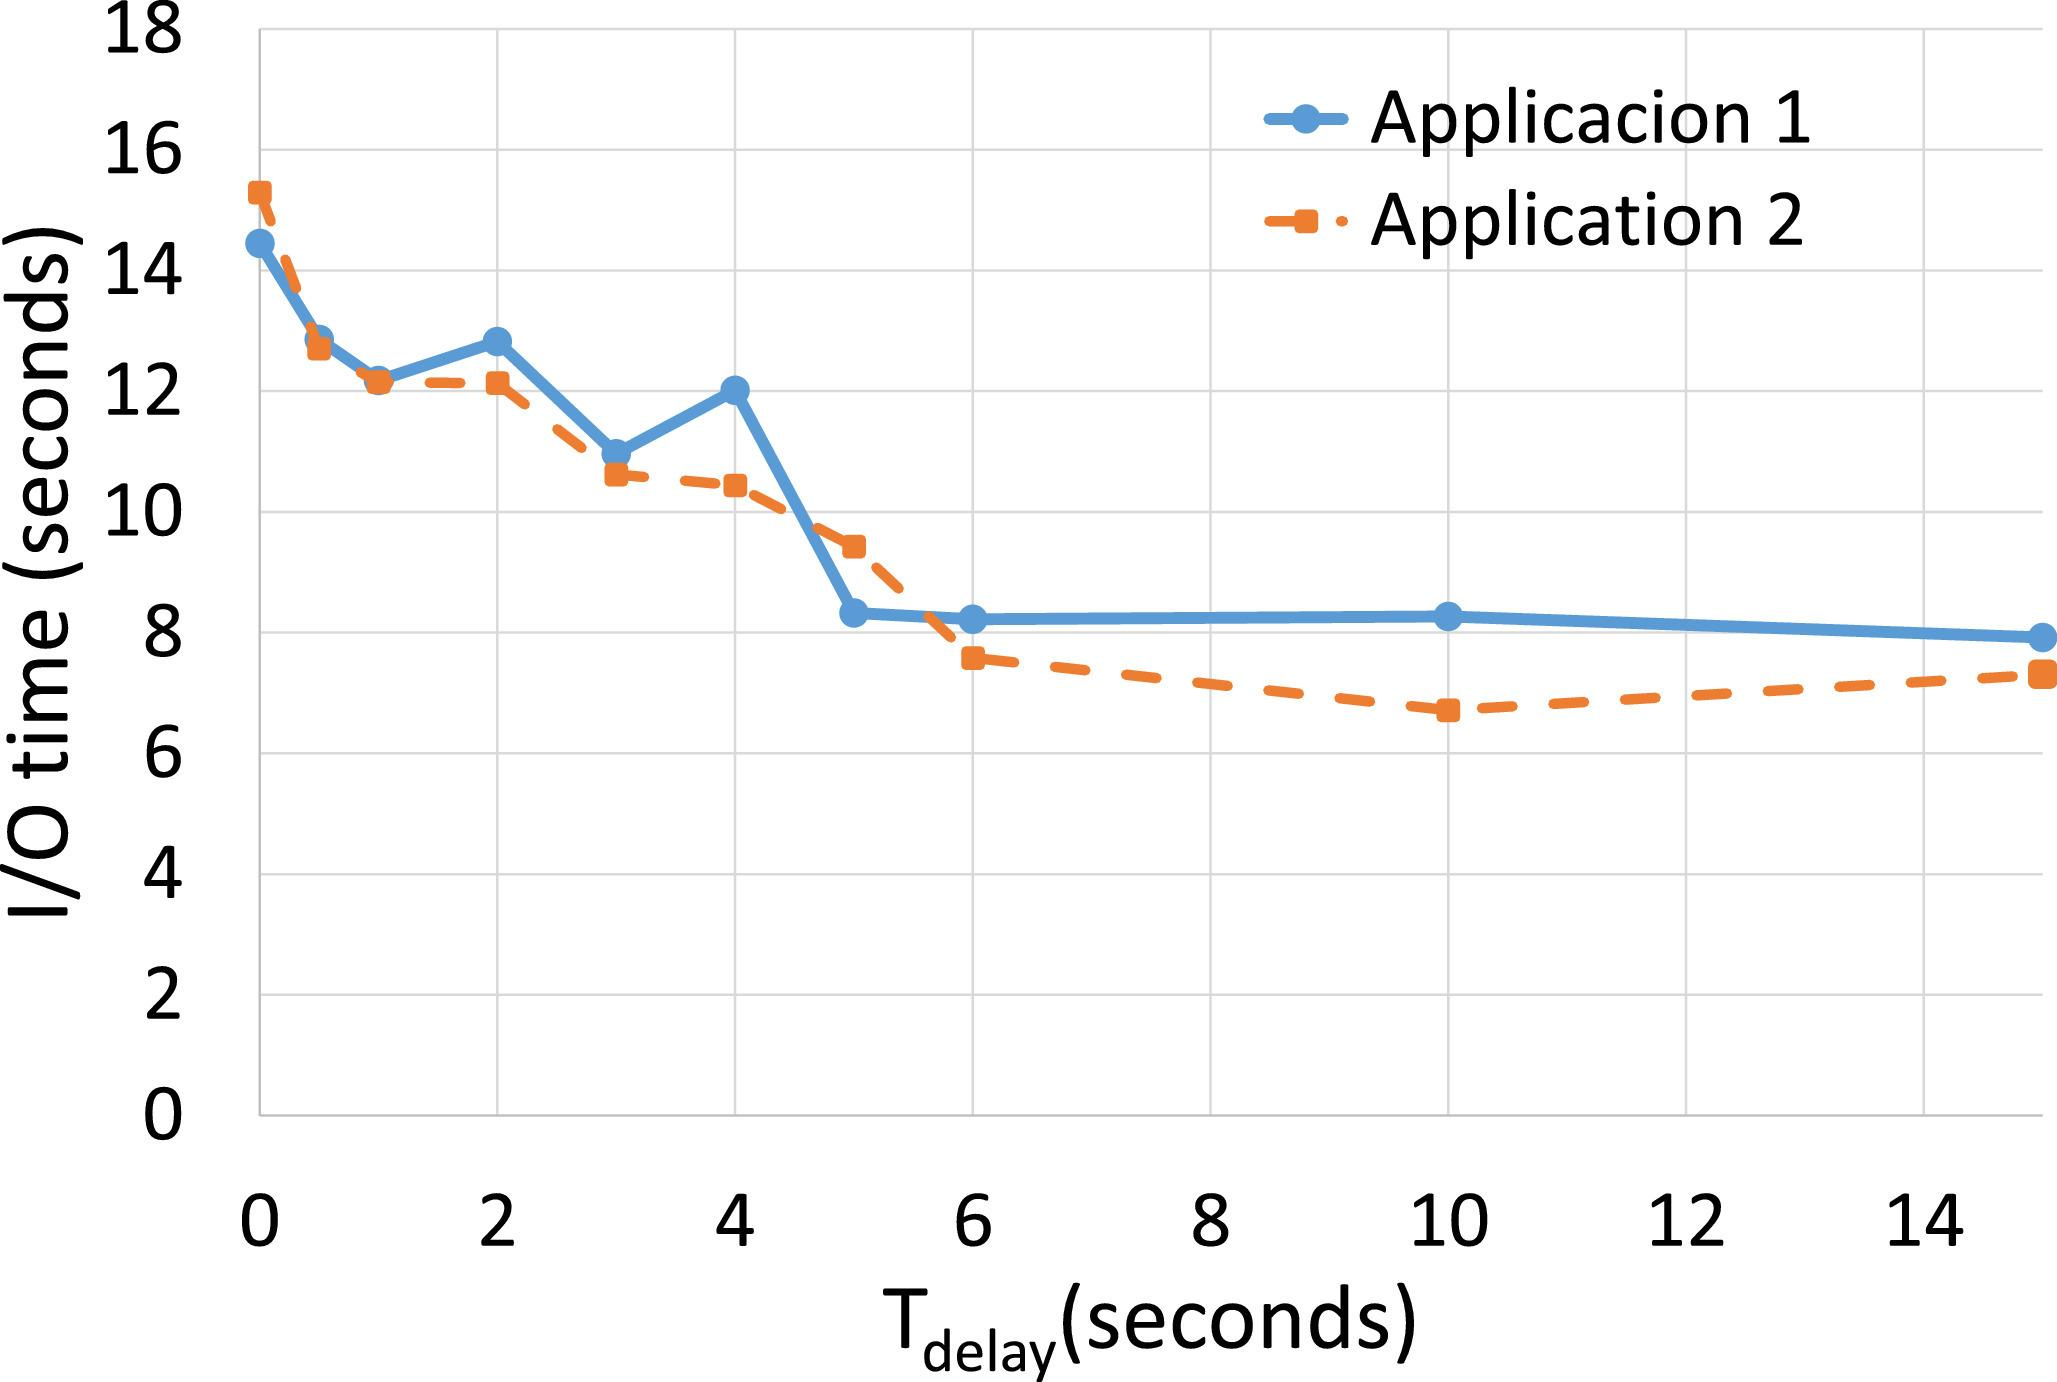 18
16
14
12
10
8
6
4
2
0
I/O time (seconds)
Applicacion 1
Application 2
0 2 4 6 8 10 12 14
Tdelay(seconds)